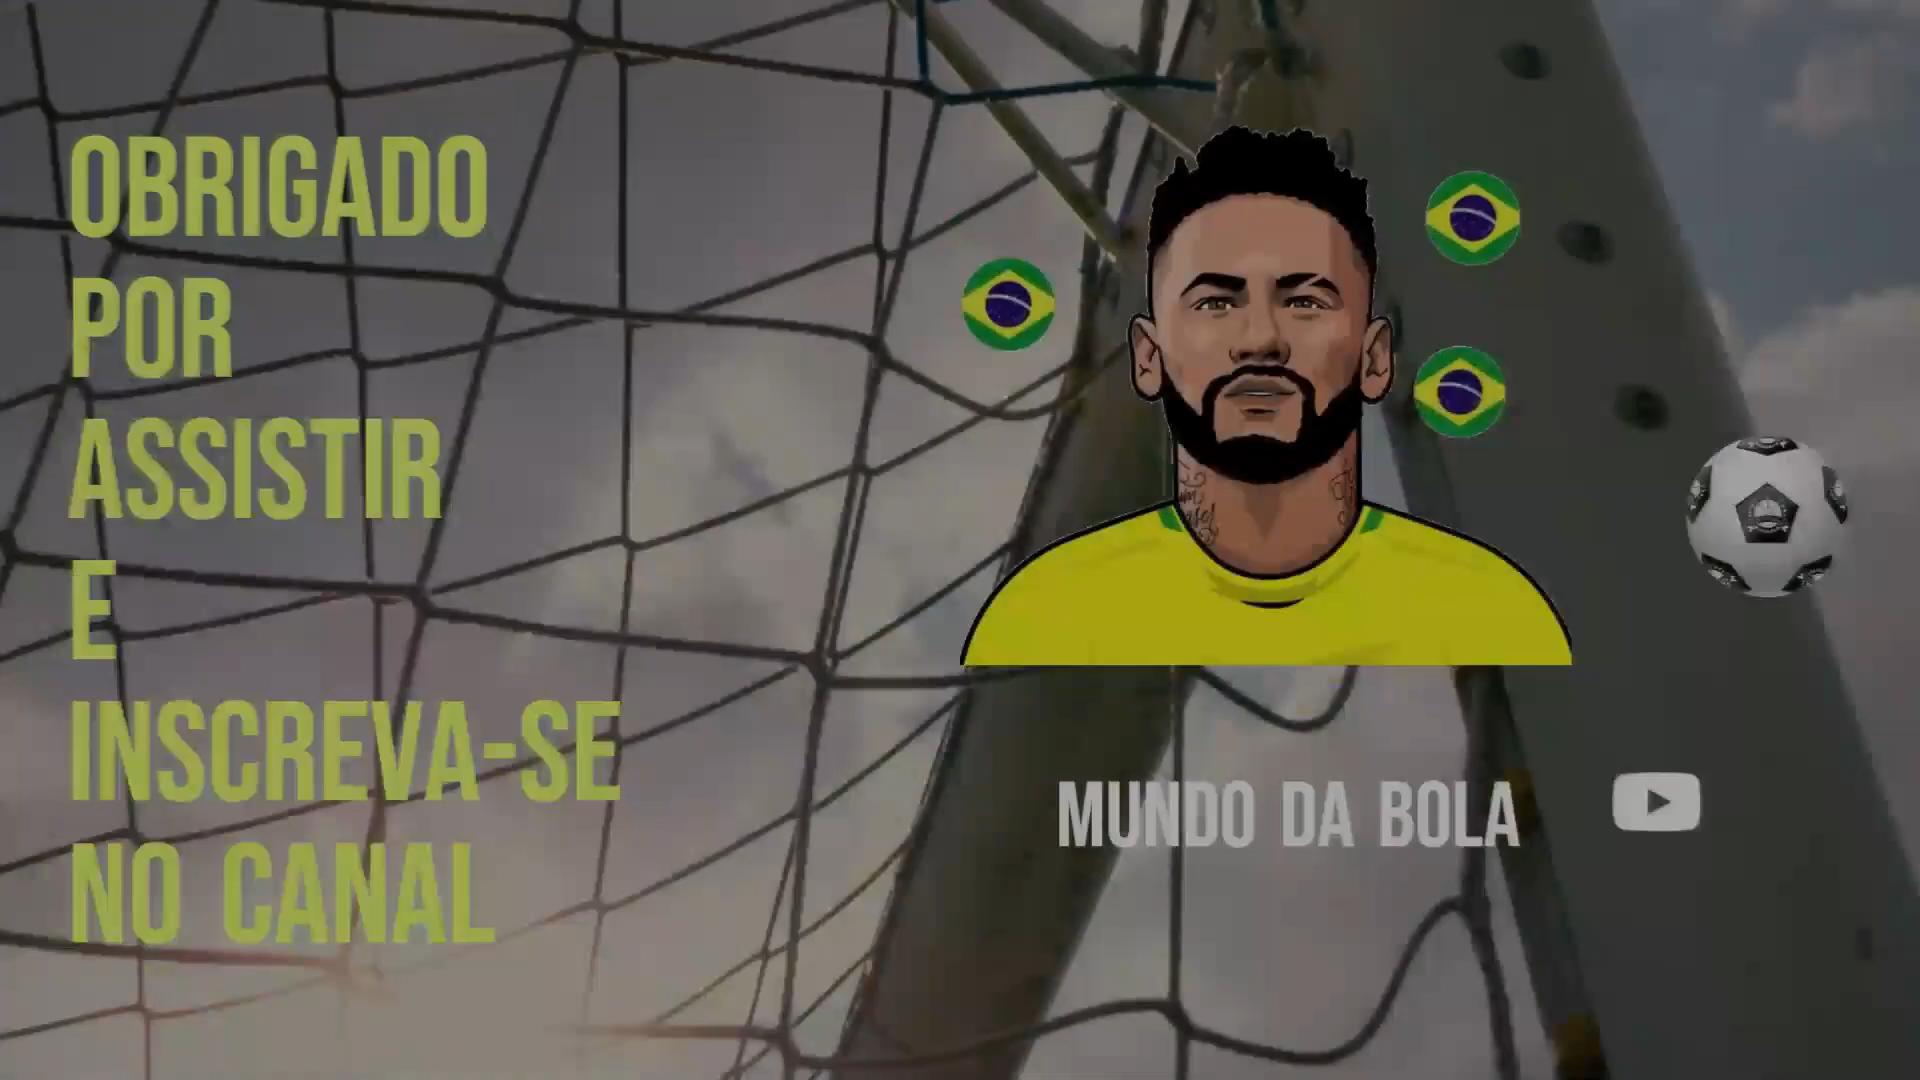 OBRIGADO
POR
ASSISTIR
E
INSCREVA-SE
NO CANAL
MUNDO DA BOLA